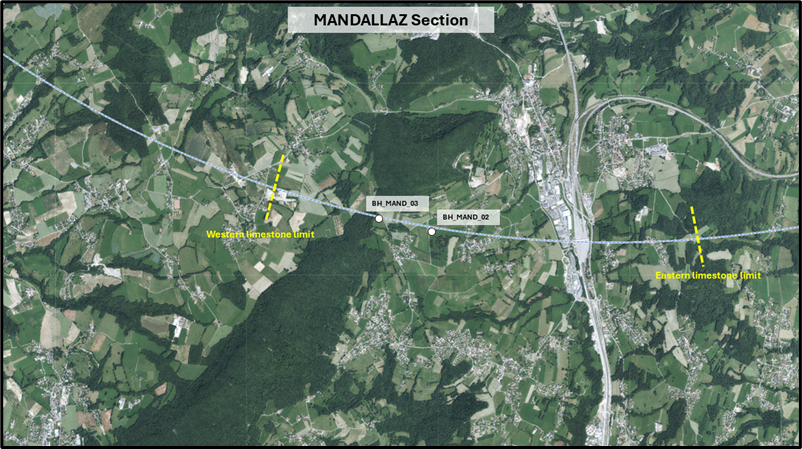 MANDALLAZ Section
BH_MAND_03
BH_MAND_02
Western limestone limit
Eastern limestone limit